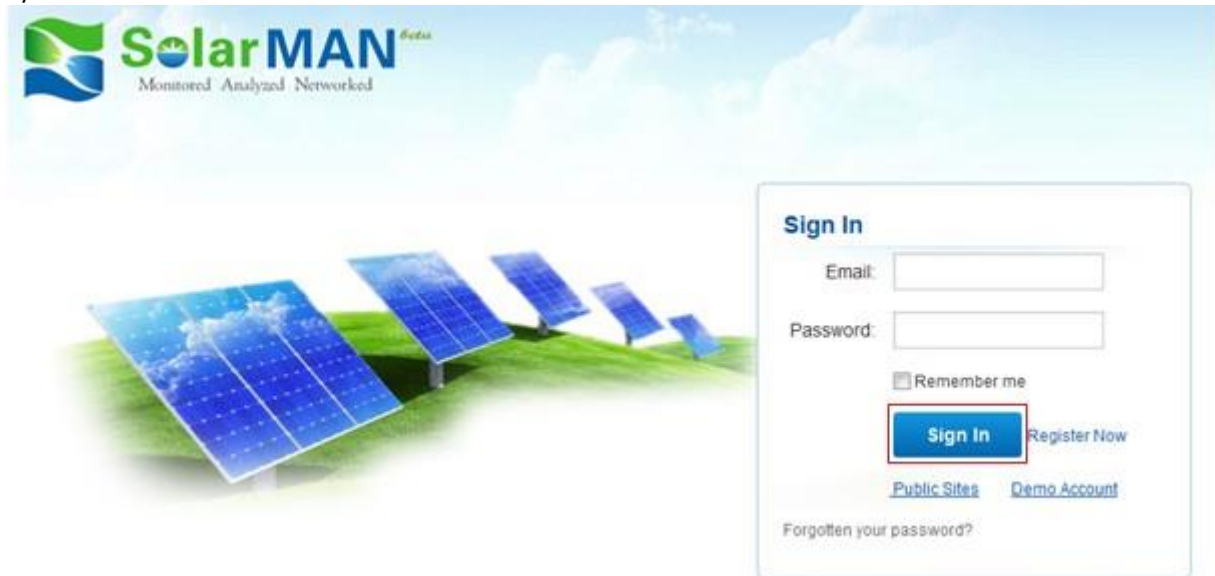 SolarMAN beta
Monitored Analyzed Networked
Sign In
Email:
Password:
Remember me
Sign In Register Now
Public Sites Demo Account
Forgotten your password?